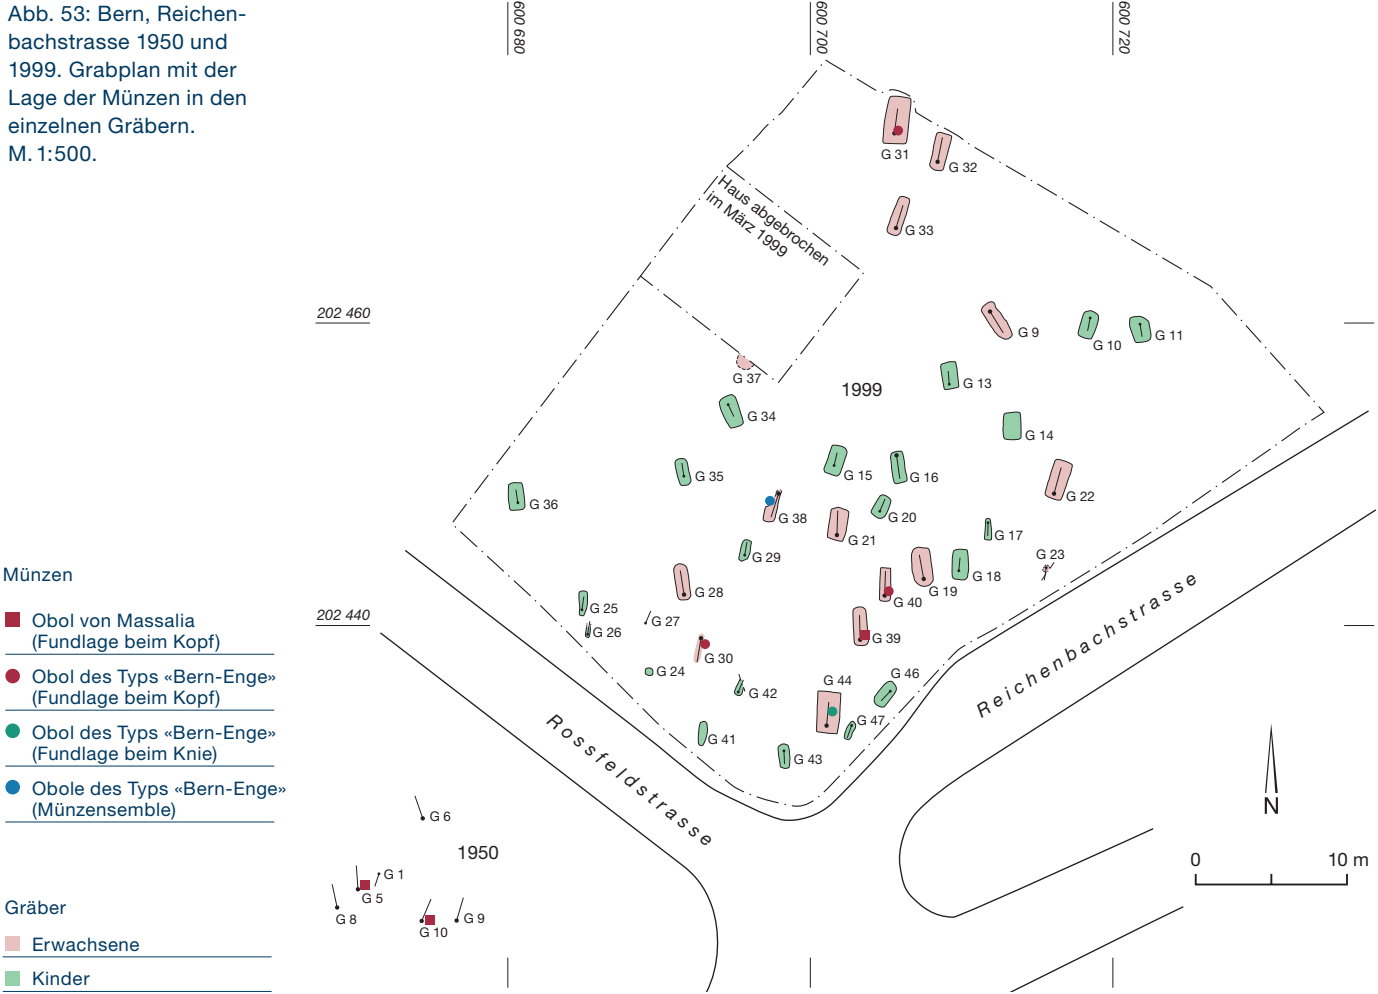 Abb. 53: Bern, Reichen-
bachstrasse 1950 und
1999. Grabplan mit der
Lage der Münzen in den
einzelnen Gräbern.
M. 1:500.
600 680
600 700
600 720
G 31
G 32
Haus abgebrochen
im März 1999
G 33
202 460
G 9
G 10
G 11
G 37
G 13
1999
G 34
G 14
G 15
G 16
G 35
G 36
G 22
G 38
G 20
G 21
G 17
G 29
G 23
G 18
G 19
G 28
G 40
G 25
G 26
202 440
G 27
G 39
G 30
G 24
G 42
G 44
G 46
G 47
G 41
G 43
Reichenbachstrasse
Rossfeldstrasse
Münzen
Obol von Massalia
(Fundlage beim Kopf)
Obol des Typs «Bern-Enge»
(Fundlage beim Kopf)
Obol des Typs «Bern-Enge»
(Fundlage beim Knie)
Obole des Typs «Bern-Enge»
(Münzensemble)
G 6
1950
G 1
G 5
G 8
G 10
G 9
N
0 10 m
Gräber
Erwachsene
Kinder